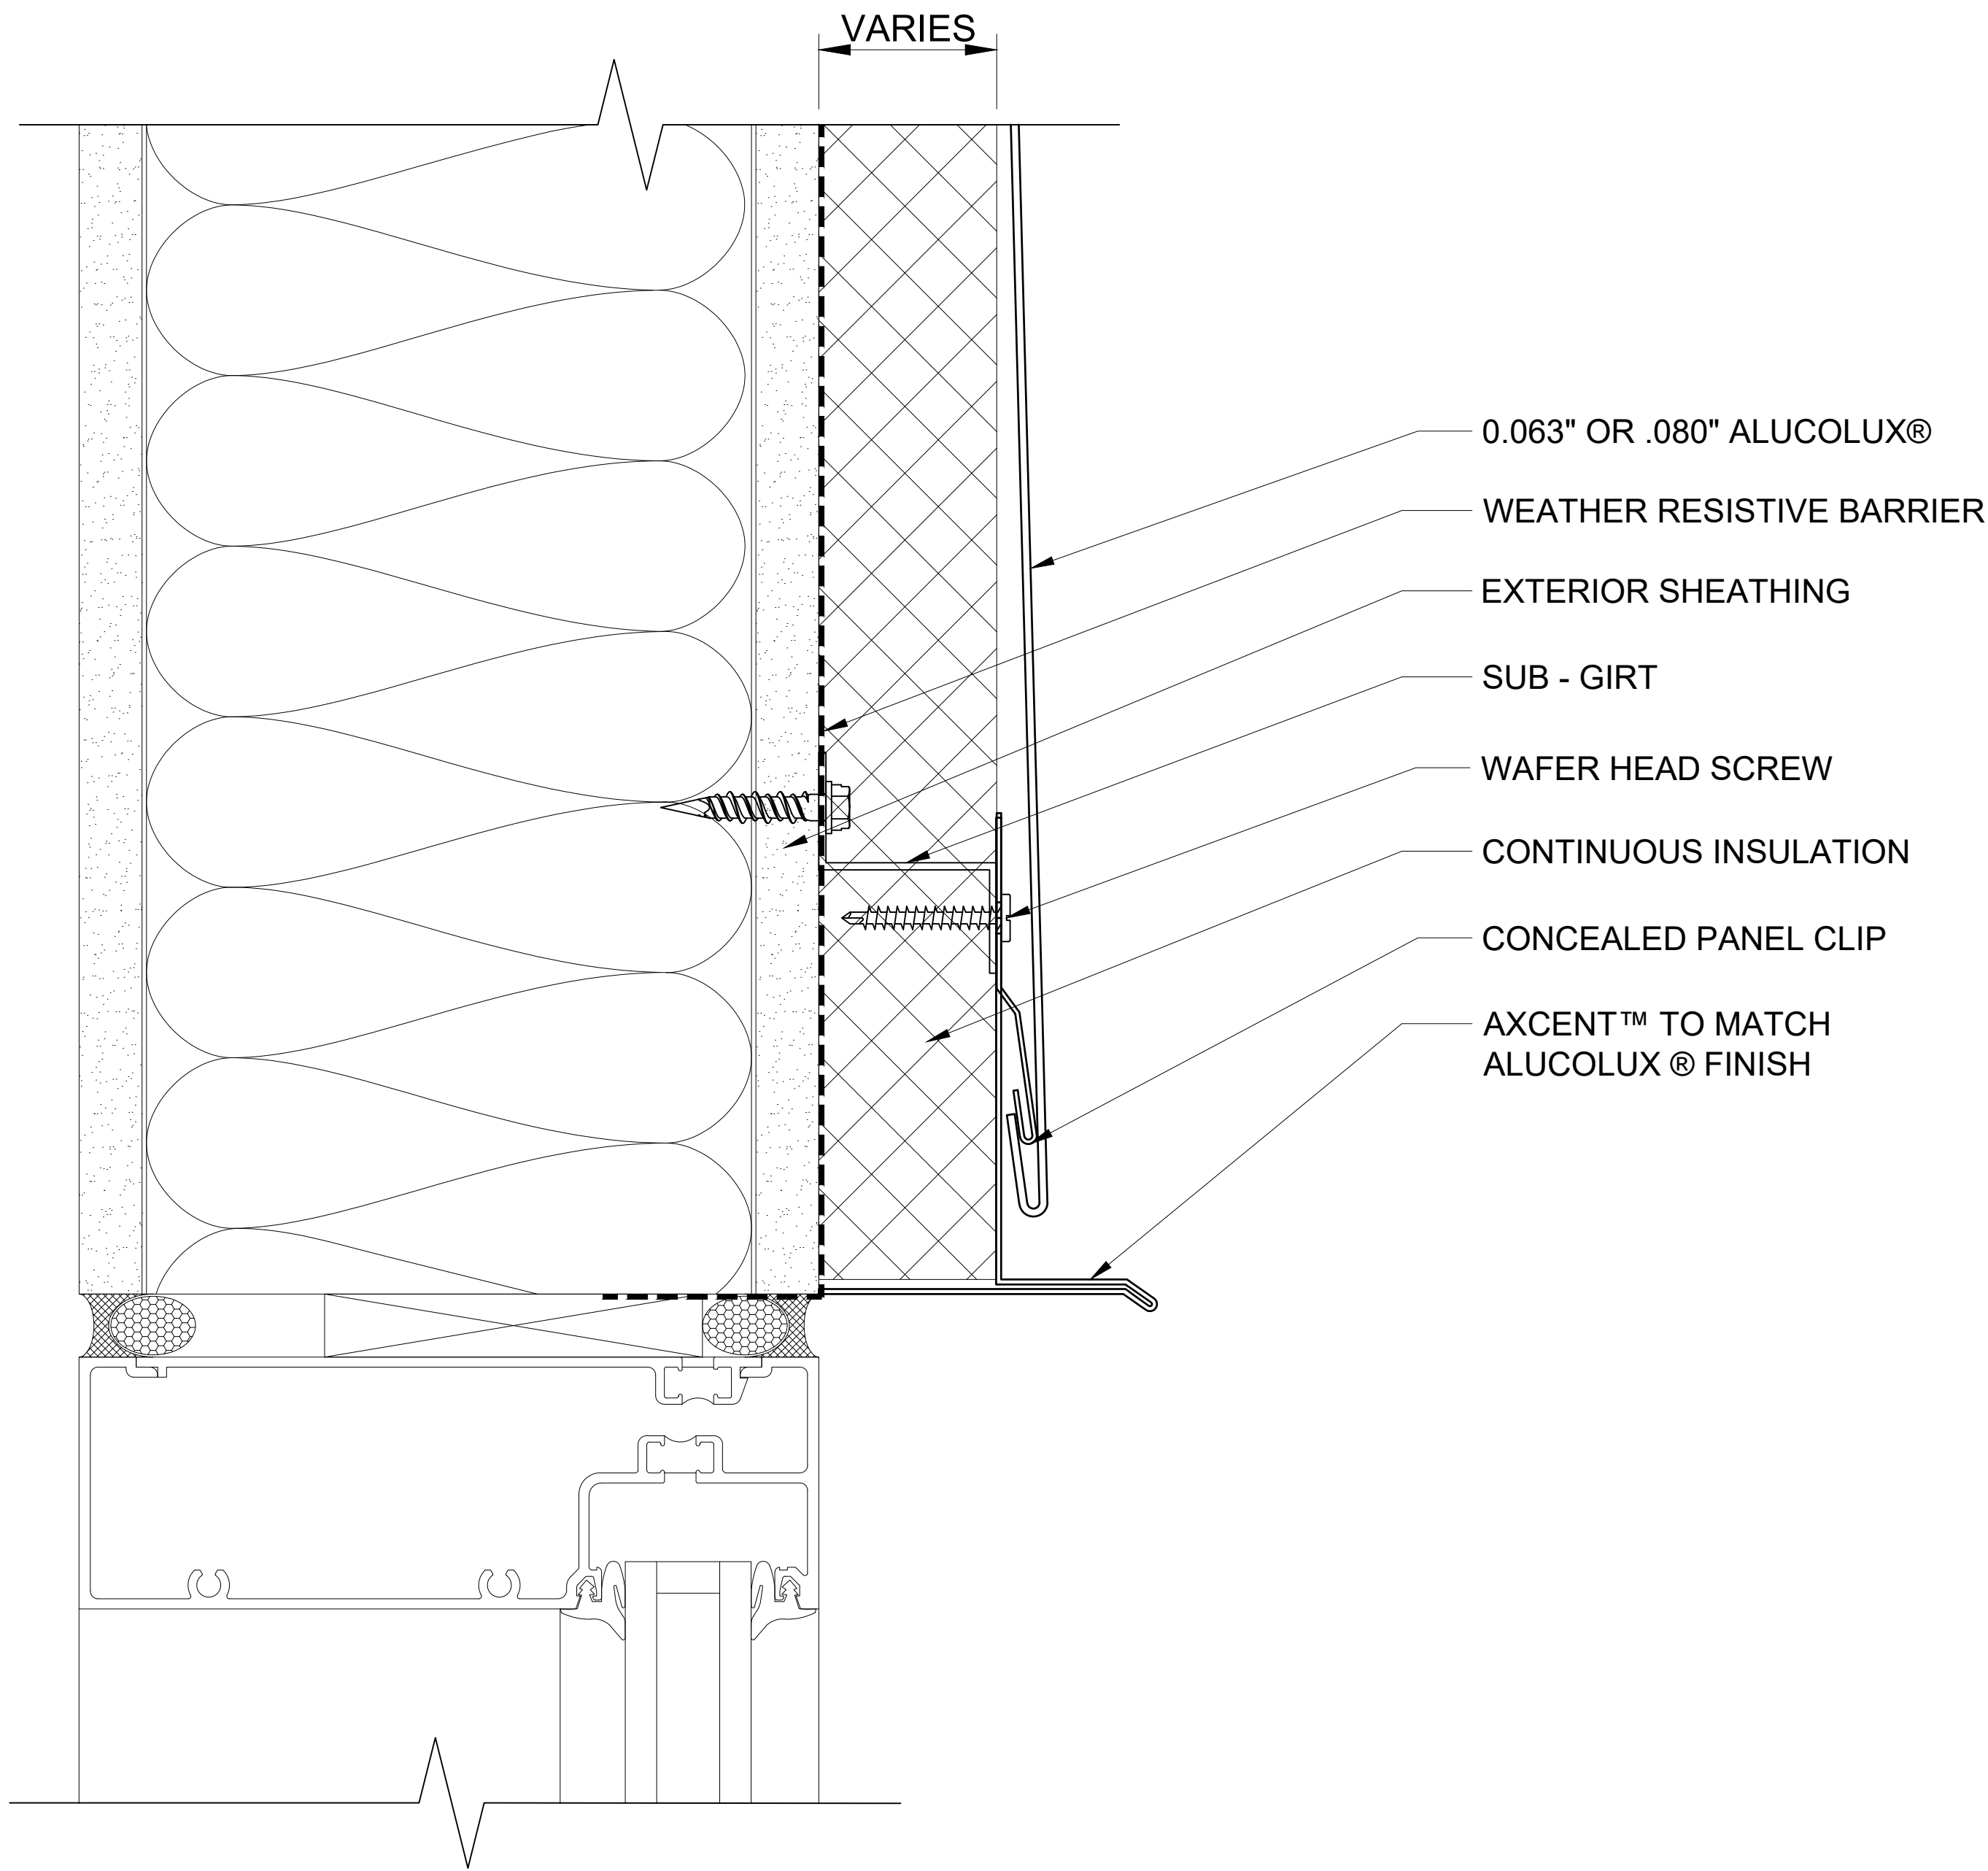 VARIES
0.063" OR .080" ALUCOLUX®
WEATHER RESISTIVE BARRIER
EXTERIOR SHEATHING
SUB - GIRT
WAFER HEAD SCREW
CONTINUOUS INSULATION
CONCEALED PANEL CLIP
AXCENT™ TO MATCH
ALUCOLUX ® FINISH